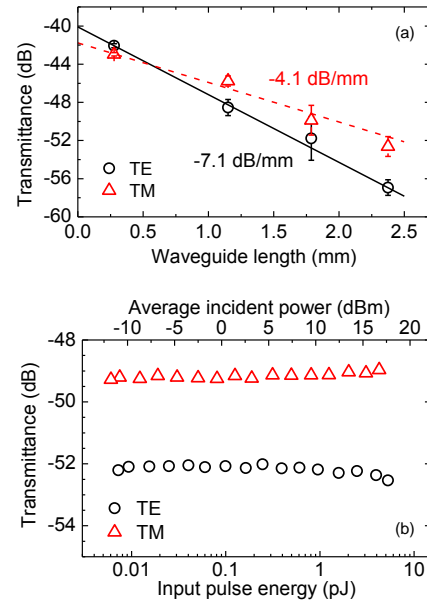 (a)
-40
-44
-48
-52
-56
-60
Transmittance (dB)
-4.1 dB/mm
-7.1 dB/mm
TE
TM
0.0 0.5 1.0 1.5 2.0 2.5
Waveguide length (mm)
Average incident power (dBm)
-10 -5 0 5 10 15 20
-48
-50
-52
-54
Transmittance (dB)
TE
TM
(b)
0.01 0.1 1 10
Input pulse energy (pJ)